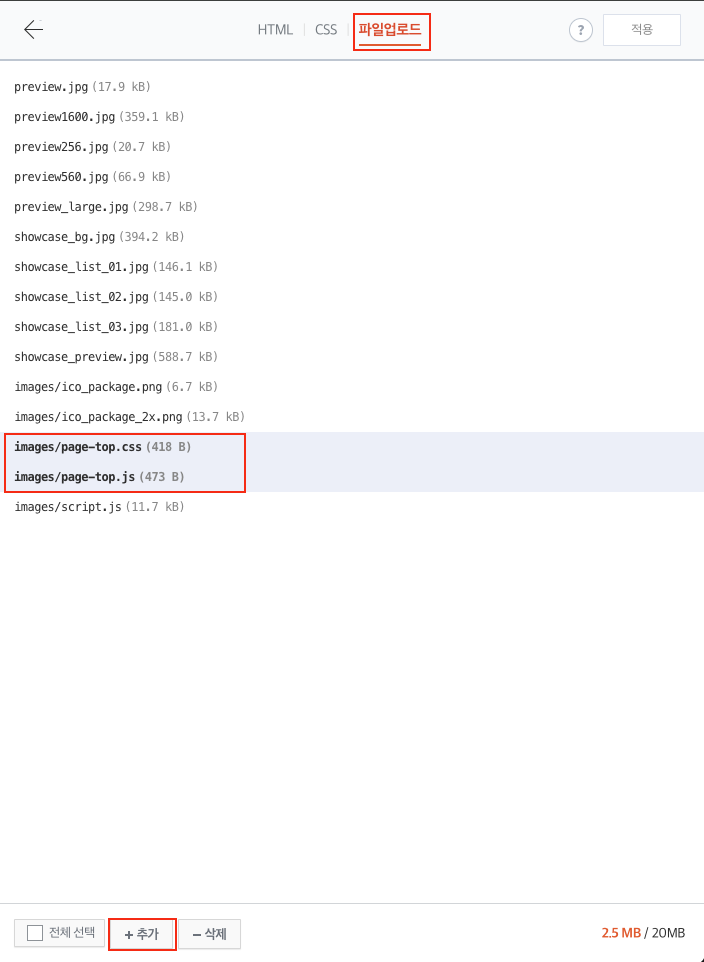 HTML | CSS | 파일업로드 ? 적용
preview.jpg (17.9 kB)
preview1600.jpg (359.1 kB)
preview256.jpg (20.7 kB)
preview560.jpg (66.9 kB)
preview_large.jpg (298.7 kB)
showcase_bg.jpg (394.2 kB)
showcase_list_01.jpg (146.1 kB)
showcase_list_02.jpg (145.0 kB)
showcase_list_03.jpg (181.0 kB)
showcase_preview.jpg (588.7 kB)
images/ico_package.png (6.7 kB)
images/ico_package_2x.png (13.7 kB)
images/page-top.css (418 B)
images/page-top.js (473 B)
images/script.js (11.7 kB)
전체 선택 + 추가 − 삭제 2.5 MB / 20MB